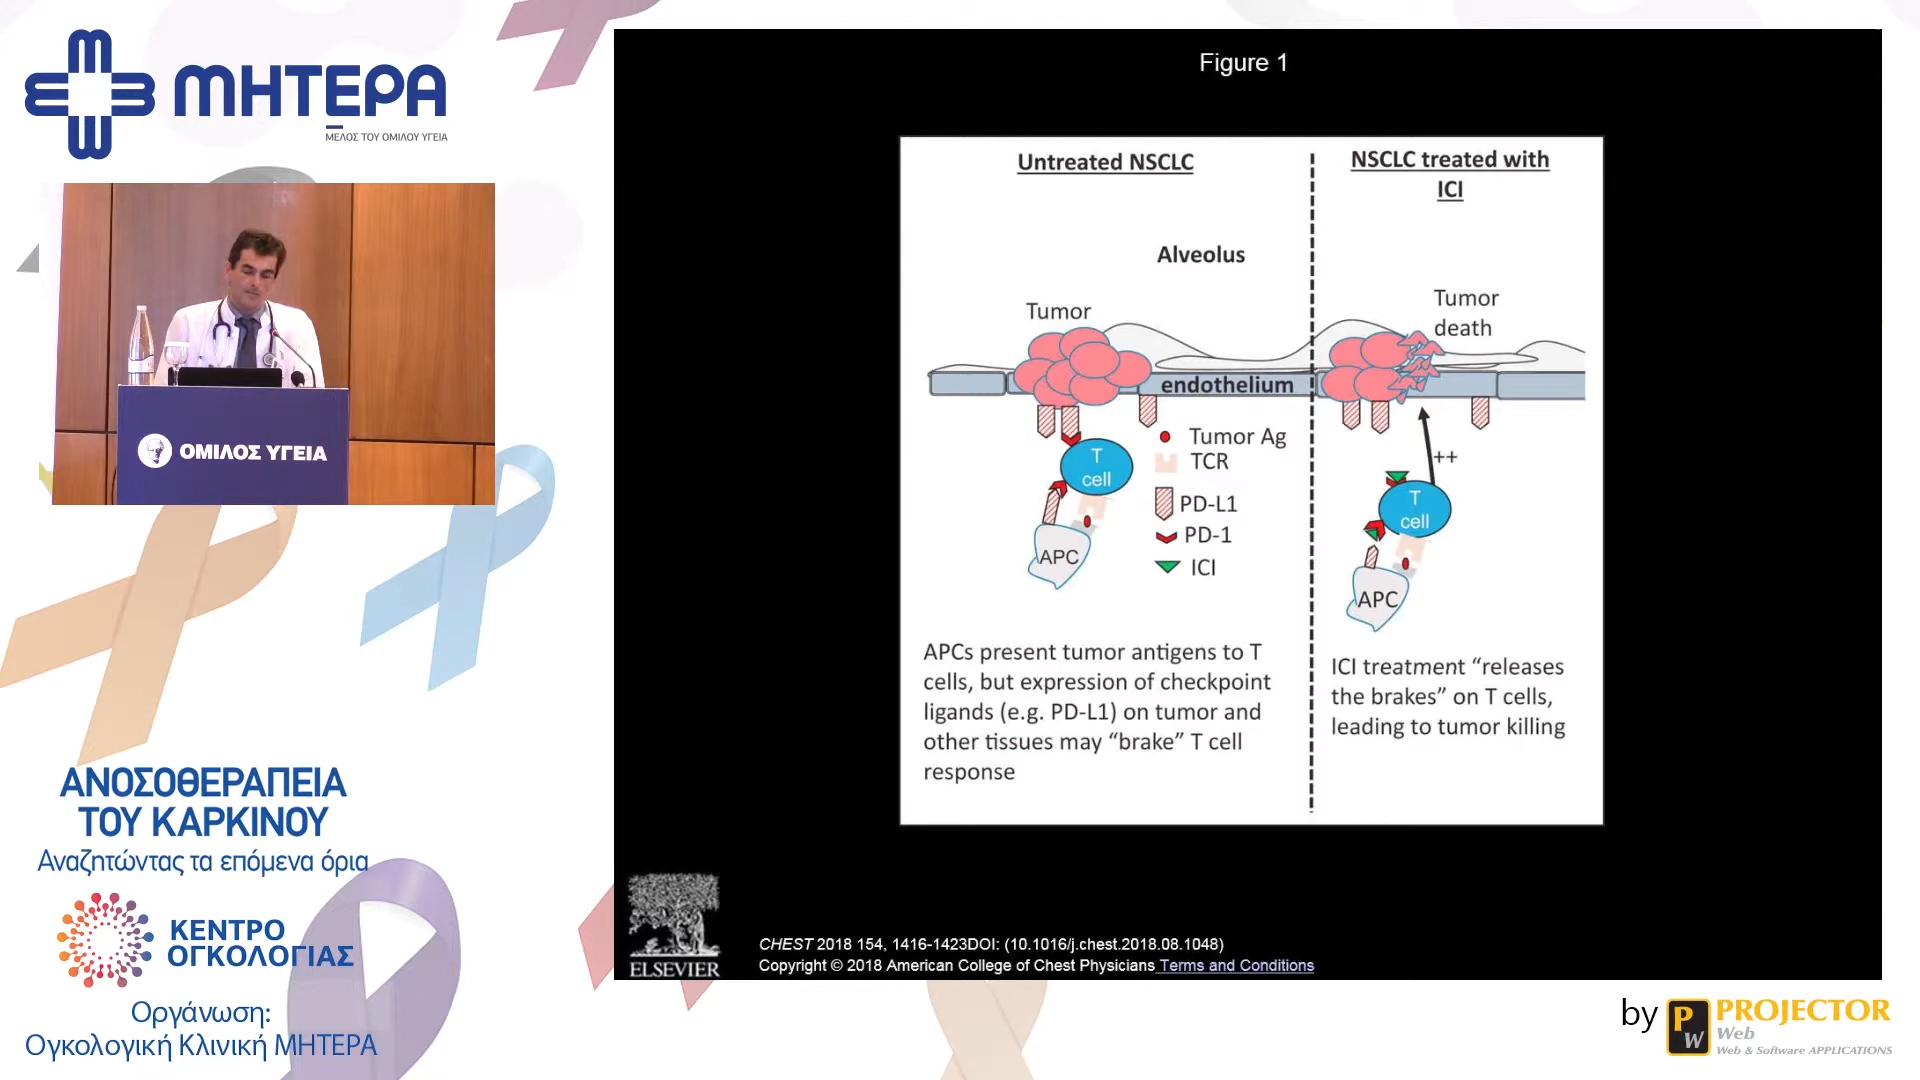 ΜΗΤΕΡΑ
ΜΕΛΟΣ ΤΟΥ ΟΜΙΛΟΥ ΥΓΕΙΑ
ΟΜΙΛΟΣ ΥΓΕΙΑ
ΑΝΟΣΟΘΕΡΑΠΕΙΑ
ΤΟΥ ΚΑΡΚΙΝΟΥ
Αναζητώντας τα επόμενα όρια
ΚΕΝΤΡΟ
ΟΓΚΟΛΟΓΙΑΣ
Οργάνωση:
Ογκολογική Κλινική ΜΗΤΕΡΑ
Figure 1
Untreated NSCLC
Alveolus
Tumor
endothelium
T
cell
APC
Tumor Ag
TCR
PD-L1
PD-1
ICI
APCs present tumor antigens to T
cells, but expression of checkpoint
ligands (e.g. PD-L1) on tumor and
other tissues may “brake” T cell
response
NSCLC treated with
ICI
Tumor
death
++
T
cell
APC
ICI treatment “releases
the brakes” on T cells,
leading to tumor killing
ELSEVIER
CHEST 2018 154, 1416-1423DOI: (10.1016/j.chest.2018.08.1048)
Copyright © 2018 American College of Chest Physicians Terms and Conditions
by PW PROJECTOR
Web
Web & Software APPLICATIONS